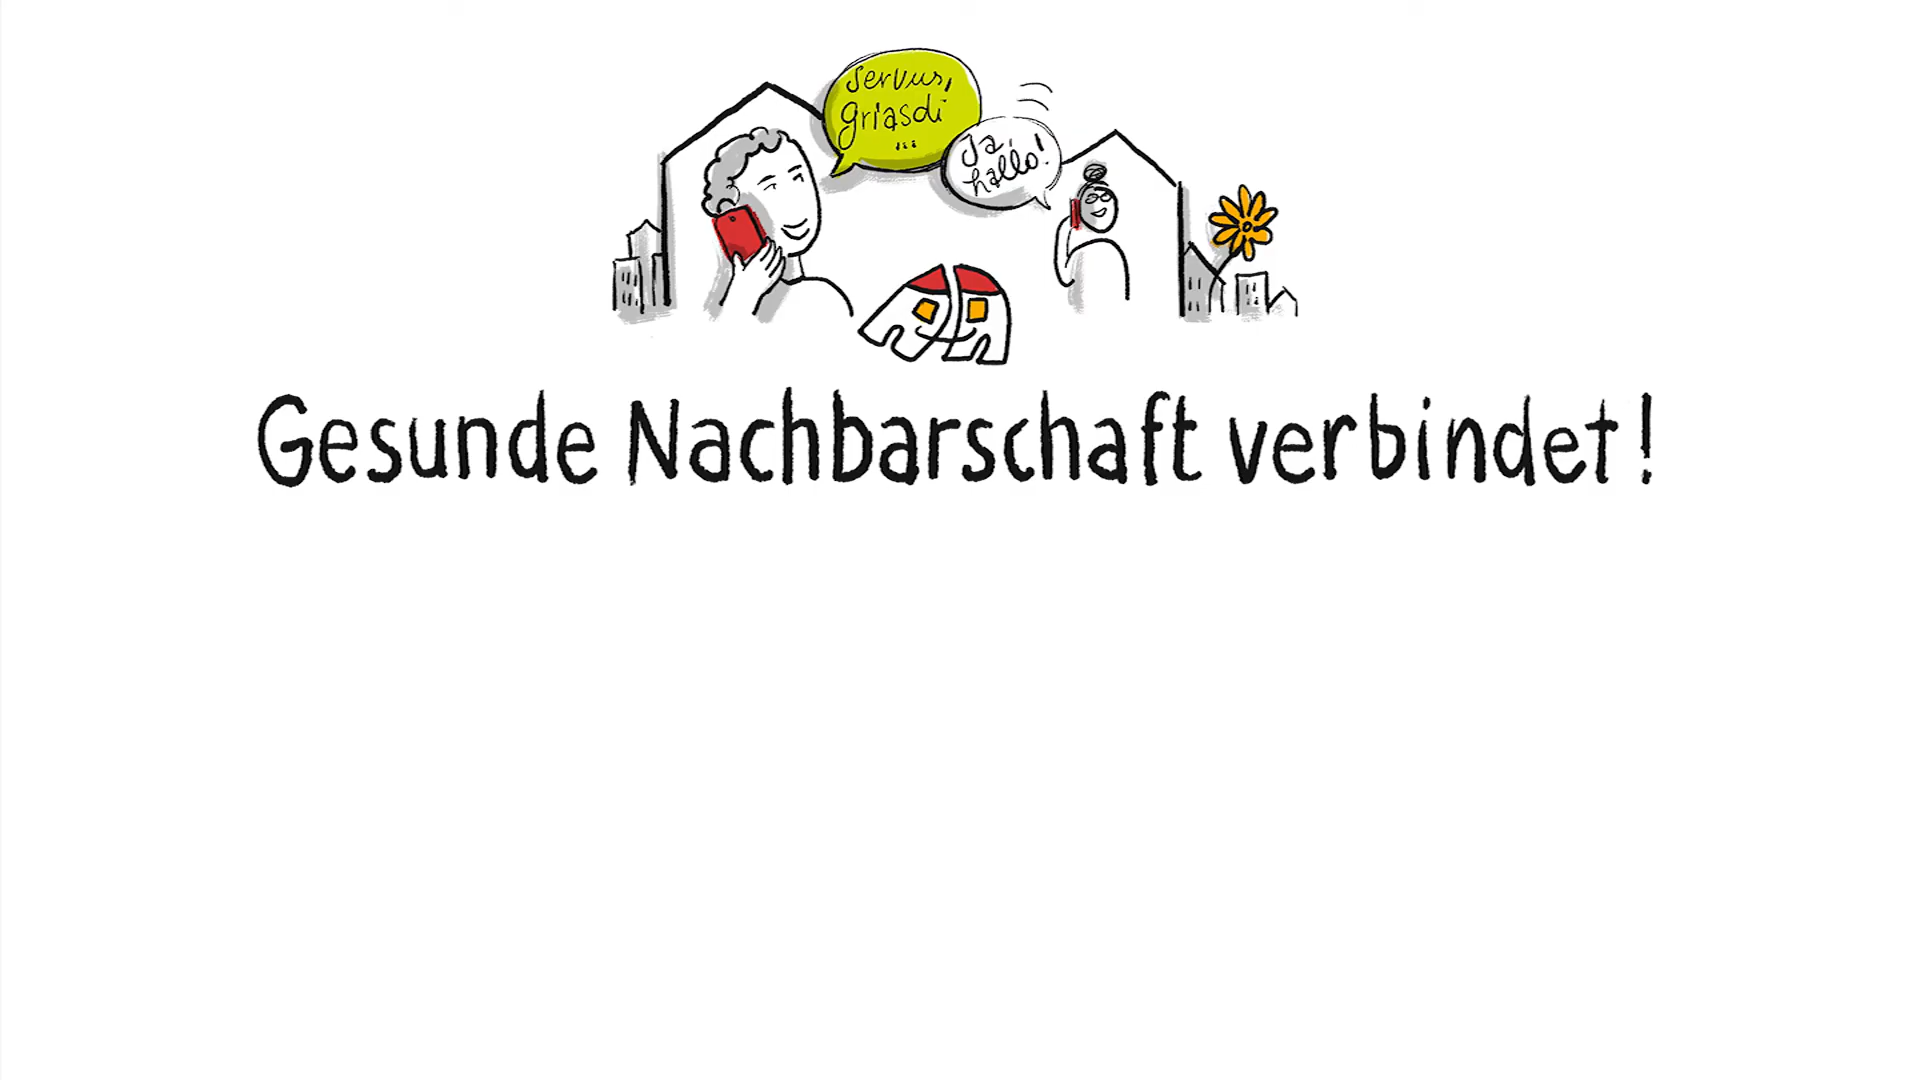 Servus,
griasdi
...
Ja,
hallo!
Gesunde Nachbarschaft verbindet!